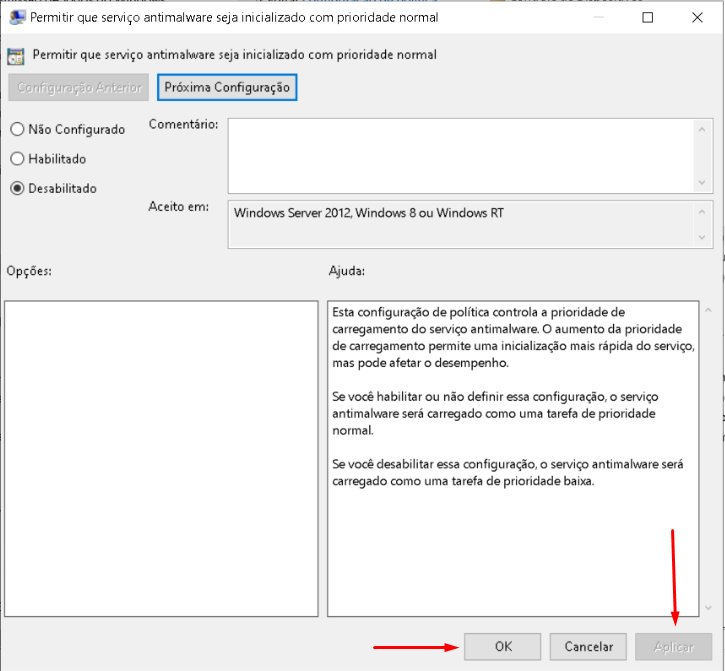 Permitir que serviço antimalware seja inicializado com prioridade normal
Permitir que serviço antimalware seja inicializado com prioridade normal
Configuração Anterior
Próxima Configuração
Não Configurado
Comentário:
Habilitado
Desabilitado
Aceito em:
Windows Server 2012, Windows 8 ou Windows RT
Opções:
Ajuda:
Esta configuração de política controla a prioridade de
carregamento do serviço antimalware. O aumento da prioridade
de carregamento permite uma inicialização mais rápida do serviço,
mas pode afetar o desempenho.
Se você habilitar ou não definir essa configuração, o serviço
antimalware será carregado como uma tarefa de prioridade
normal.
Se você desabilitar essa configuração, o serviço antimalware será
carregado como uma tarefa de prioridade baixa.
OK
Cancelar
Aplicar